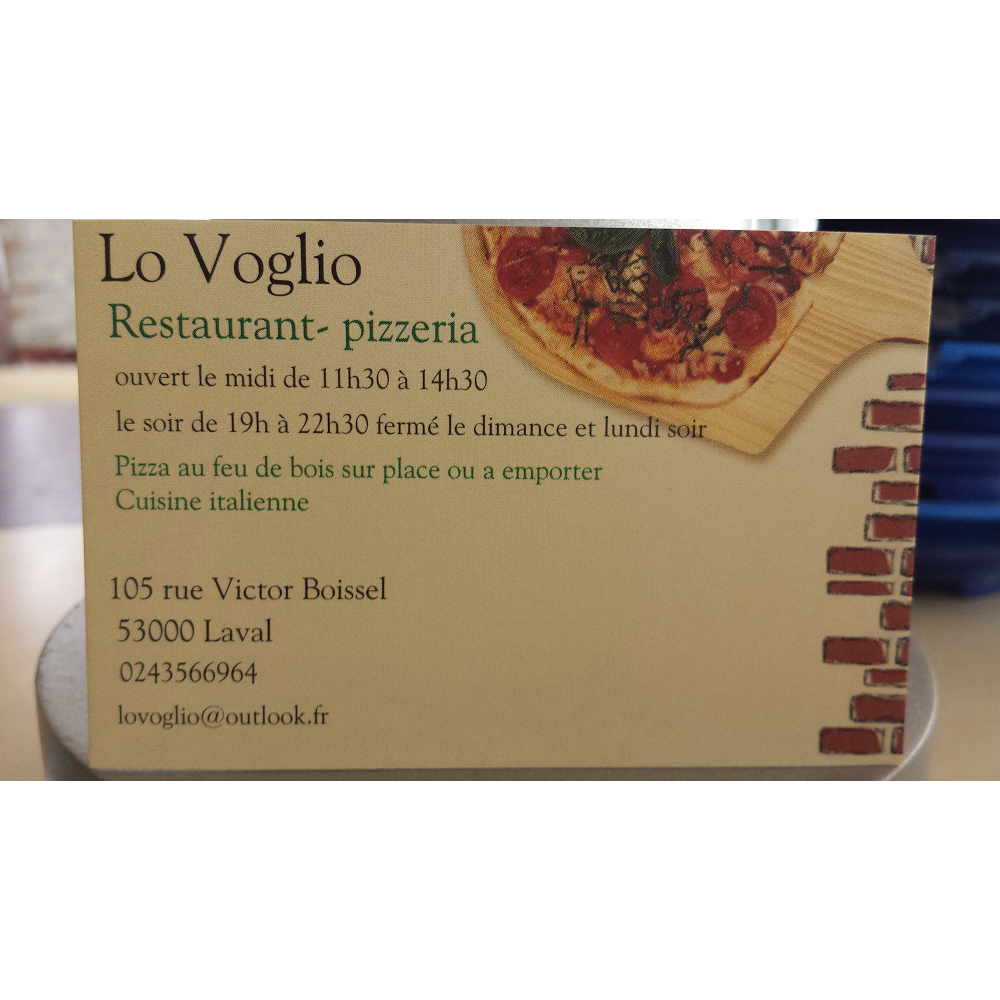 Lo Voglio
Restaurant- pizzeria
ouvert le midi de 11h30 à 14h30
le soir de 19h à 22h30 fermé le dimance et lundi soir
Pizza au feu de bois sur place ou a emporter
Cuisine italienne
105 rue Victor Boissel
53000 Laval
0243566964
lovoglio@outlook.fr